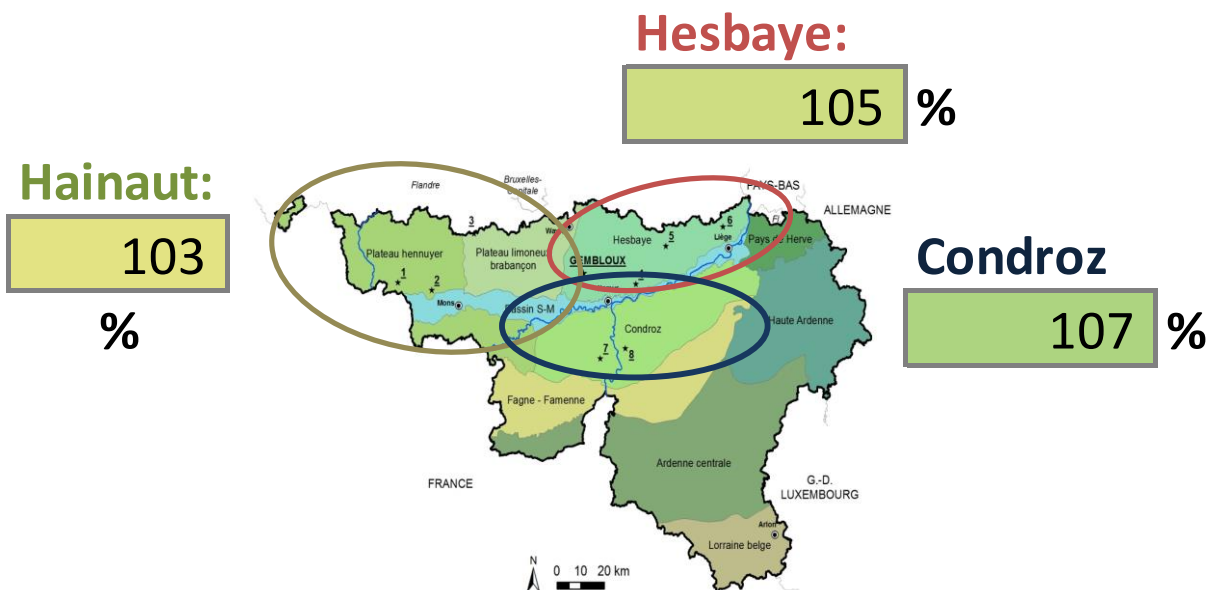 Hesbaye:
105 %
Hainaut:
103
%
Condroz
107 %
Flandre
Bruxelles-
Capitale
PAYS-BAS
ALLEMAGNE
3
6
5
Hesbaye
Liège
Pays de Herve
Plateau hennuyer
Plateau limoneux
brabançon
GEMBLOUX
1
2
4
Mons
Bassin S-M
Condroz
Haute Ardenne
7
8
Fagne - Famenne
Ardenne centrale
FRANCE
G.-D.
LUXEMBOURG
Arlon
Lorraine belge
N
0 10 20 km